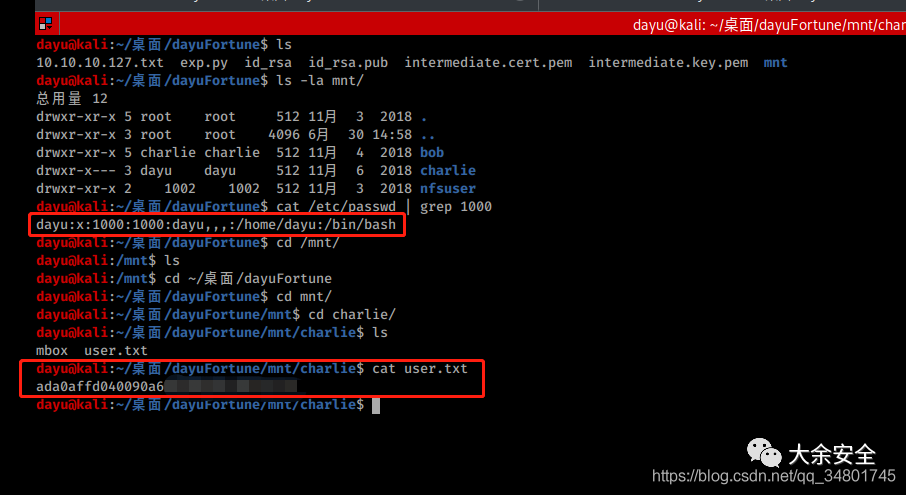 dayu@kali: ~/桌面/dayuFortune/mnt/char
dayu@kali:~/桌面/dayuFortune$ ls
10.10.10.127.txt  exp.py  id_rsa  id_rsa.pub  intermediate.cert.pem  intermediate.key.pem  mnt
dayu@kali:~/桌面/dayuFortune$ ls -la mnt/
总用量 12
drwxr-xr-x 5 root    root     512 11月  3  2018 .
drwxr-xr-x 3 root    root    4096 6月  30 14:58 ..
drwxr-xr-x 5 charlie charlie  512 11月  4  2018 bob
drwxr-x--- 3 dayu    dayu     512 11月  6  2018 charlie
drwxr-xr-x 2    1002    1002  512 11月  3  2018 nfsuser
dayu@kali:~/桌面/dayuFortune$ cat /etc/passwd | grep 1000
dayu:x:1000:1000:dayu,,,:/home/dayu:/bin/bash
dayu@kali:~/桌面/dayuFortune$ cd /mnt/
dayu@kali:/mnt$ ls
dayu@kali:/mnt$ cd ~/桌面/dayuFortune
dayu@kali:~/桌面/dayuFortune$ cd mnt/
dayu@kali:~/桌面/dayuFortune/mnt$ cd charlie/
dayu@kali:~/桌面/dayuFortune/mnt/charlie$ ls
mbox  user.txt
dayu@kali:~/桌面/dayuFortune/mnt/charlie$ cat user.txt
ada0affd040090a6
dayu@kali:~/桌面/dayuFortune/mnt/charlie$
大余安全
https://blog.csdn.net/qq_34801745